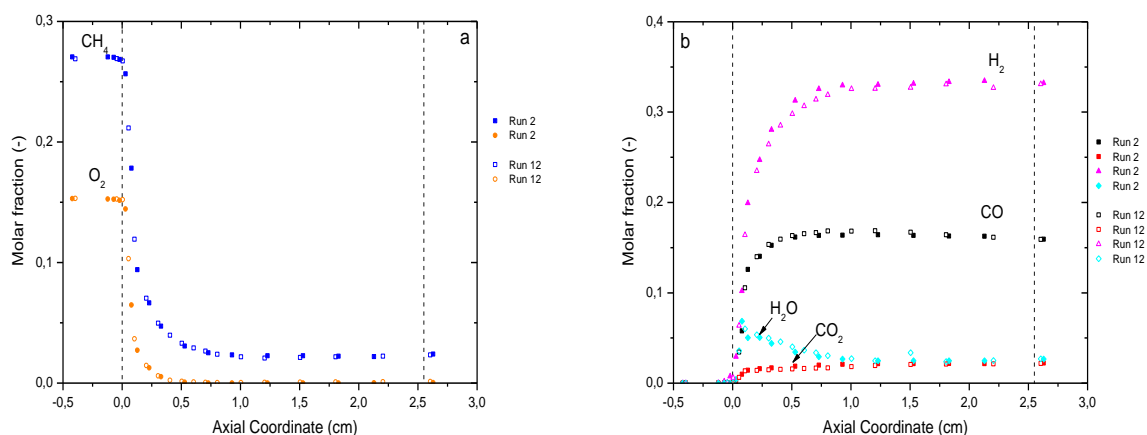 0,3
0,2
0,1
0,0
Molar fraction (-)
CH4
O2
a
-0,5 0,0 0,5 1,0 1,5 2,0 2,5 3,0
Axial Coordinate (cm)
Run 2
Run 2
Run 12
Run 12
0,4
0,3
0,2
0,1
0,0
Molar fraction (-)
b
H2
CO
H2O
CO2
-0,5 0,0 0,5 1,0 1,5 2,0 2,5 3,0
Axial Coordinate (cm)
Run 2
Run 2
Run 2
Run 2
Run 12
Run 12
Run 12
Run 12